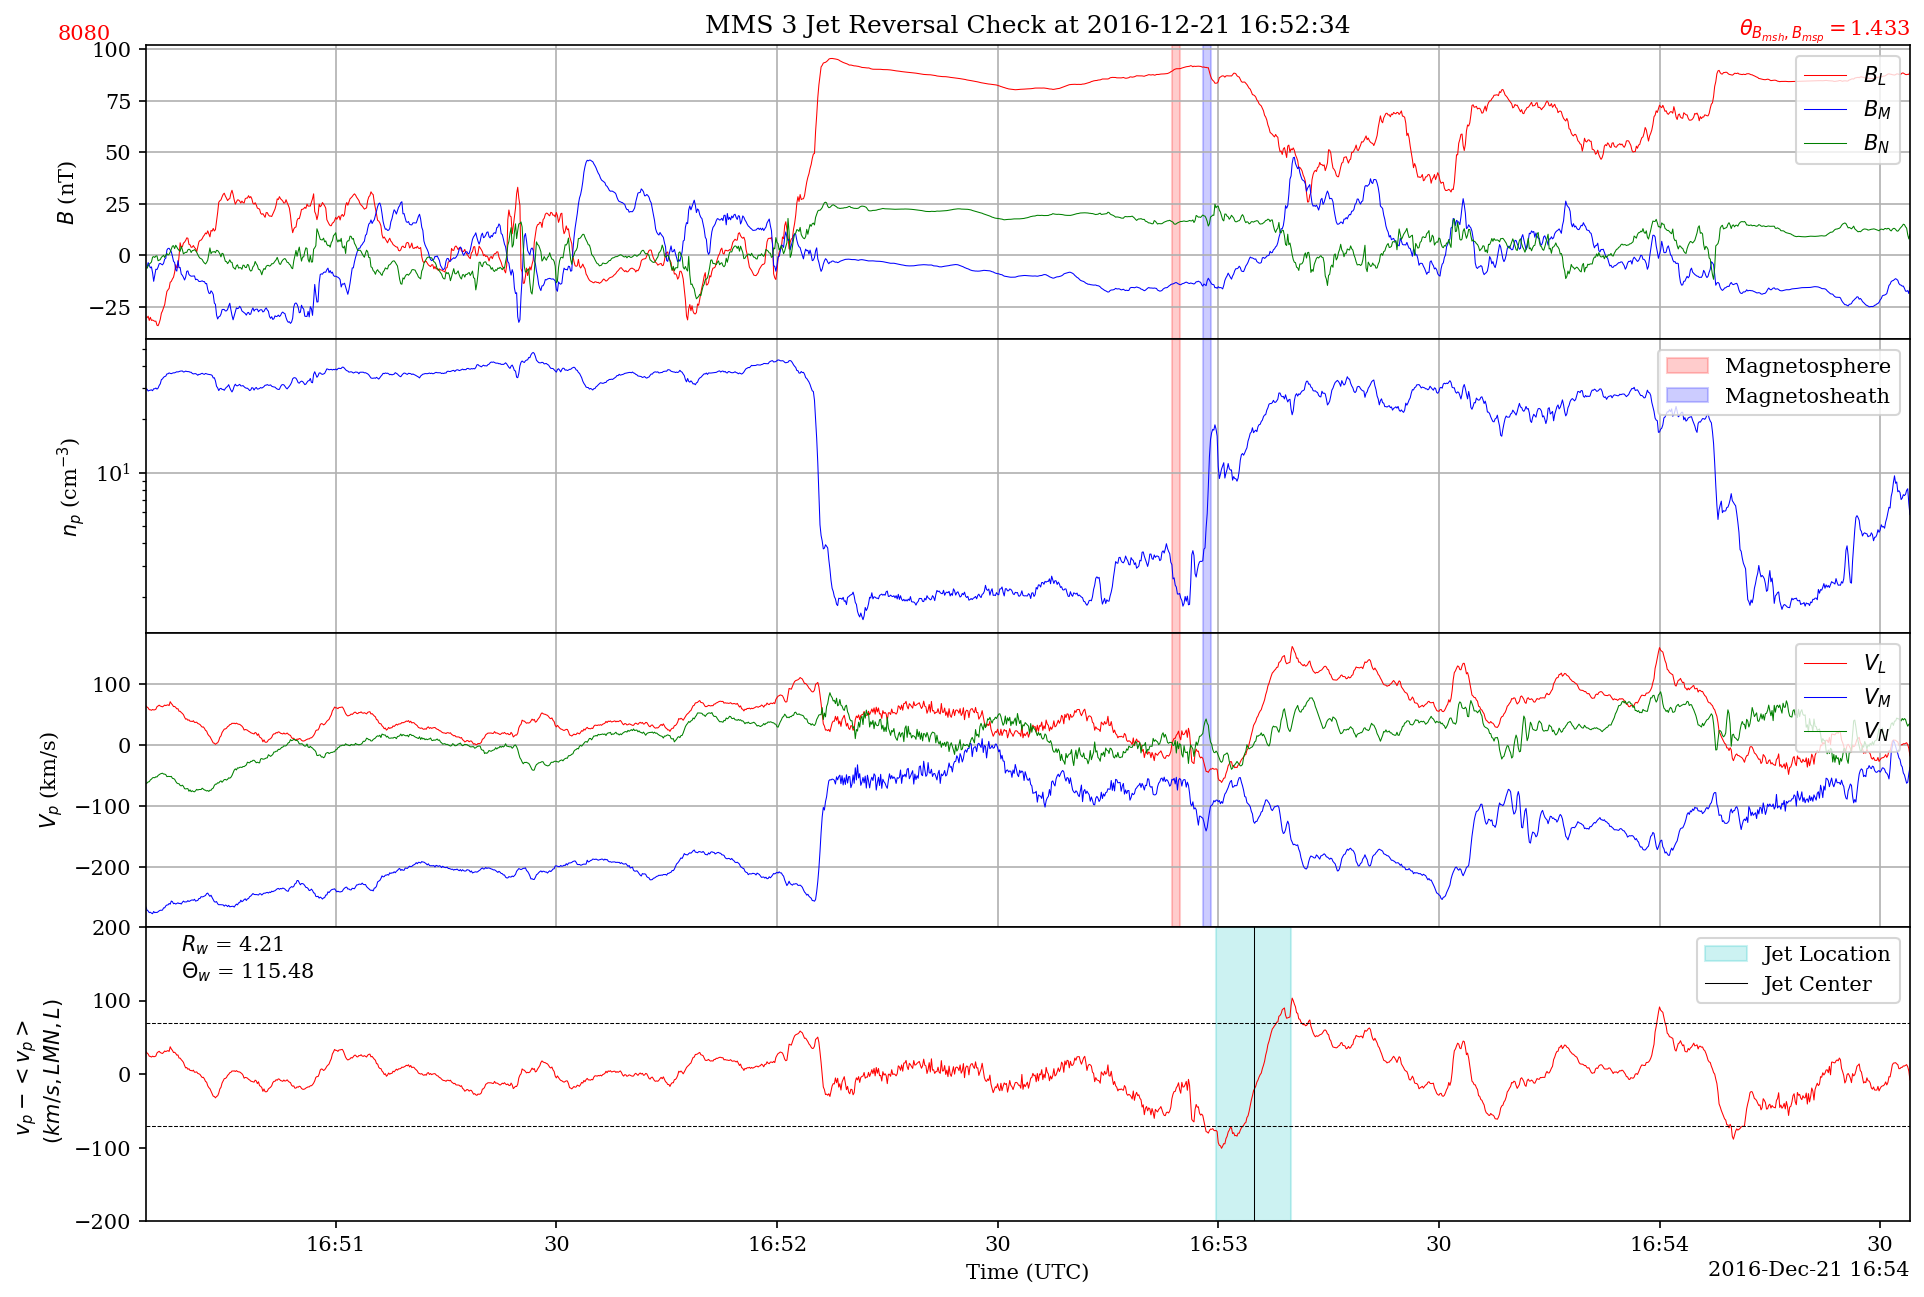 MMS 3 Jet Reversal Check at 2016-12-21 16:52:34
8080
θ_{B_{msh}, B_{msp}} = 1.433
100
75
50
25
0
−25
B (nT)
B_L
B_M
B_N
10^1
n_p (cm^{−3})
Magnetosphere
Magnetosheath
100
0
−100
−200
V_p (km/s)
V_L
V_M
V_N
200
100
0
−100
−200
v_p − < v_p >
(km/s, LMN, L)
R_w = 4.21
Θ_w = 115.48
Jet Location
Jet Center
16:51 30 16:52 30 16:53 30 16:54 30
Time (UTC)
2016-Dec-21 16:54